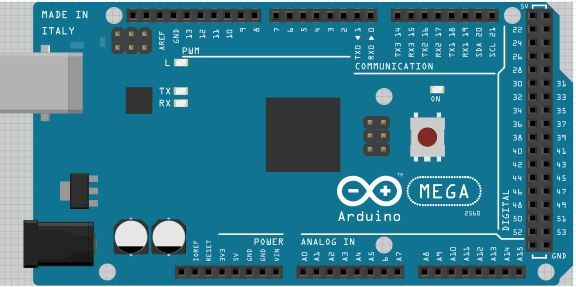 MADE IN
ITALY
AREF
GND
13
12
11
10
9
8
7
6
5
4
3
2
TX0 1
RX0 0
TX3 14
RX3 15
TX2 16
RX2 17
TX1 18
RX1 19
SDA 20
SCL 21
5V
PWM
COMMUNICATION
L
TX
RX
ON
22
24
26
28
30 31
32 33
34 35
36 37
38 39
40 41
42 43
44 45
46 47
48 49
50 51
52 53
GND
DIGITAL
™
MEGA
Arduino
2560
POWER
ANALOG IN
IOREF
RESET
3V3
5V
GND
GND
VIN
A0
A1
A2
A3
A4
A5
6
A7
A8
A9
A10
A11
A12
A13
A14
A15